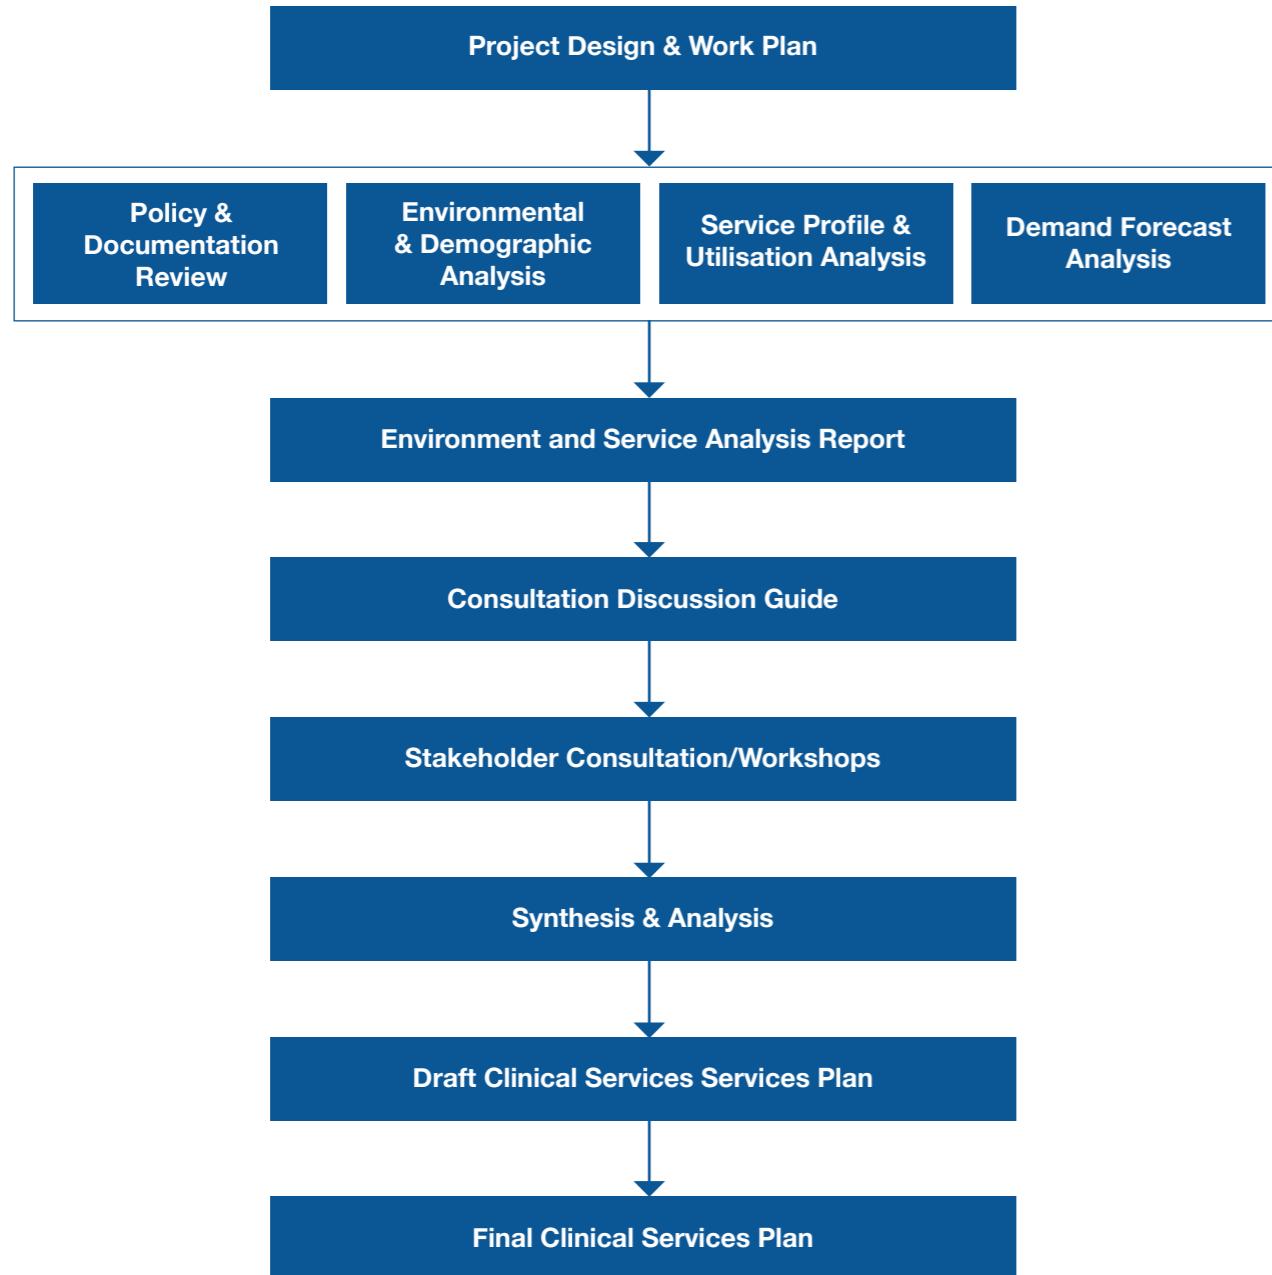 Project Design & Work Plan
Policy &
Documentation
Review
Environmental
& Demographic
Analysis
Service Profile &
Utilisation Analysis
Demand Forecast
Analysis
Environment and Service Analysis Report
Consultation Discussion Guide
Stakeholder Consultation/Workshops
Synthesis & Analysis
Draft Clinical Services Services Plan
Final Clinical Services Plan